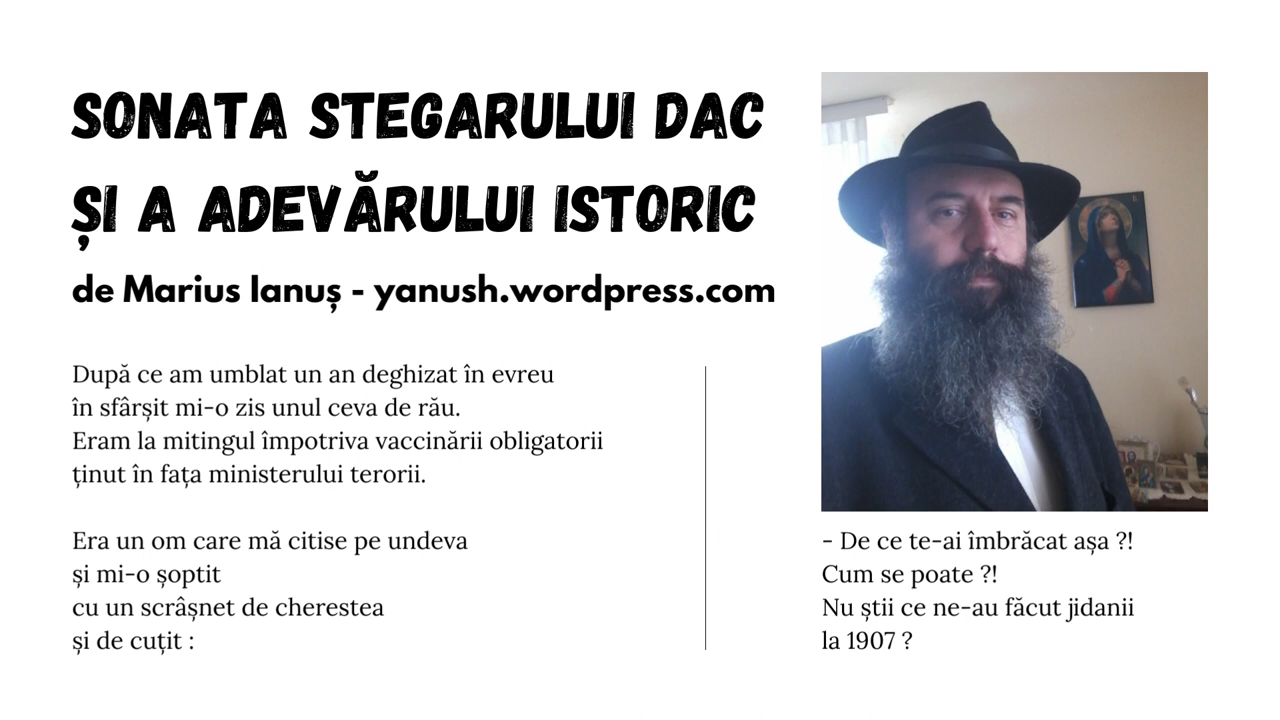 SONATA STEGARULUI DAC
ȘI A ADEVĂRULUI ISTORIC
de Marius Ianuș - yanush.wordpress.com
După ce am umblat un an deghizat în evreu
în sfârșit mi-o zis unul ceva de rău.
Eram la mitingul împotriva vaccinării obligatorii
ținut în fața ministerului terorii.
Era un om care mă citise pe undeva
și mi-o șoptit
cu un scrâșnet de cherestea
și de cuțit :
- De ce te-ai îmbrăcat așa ?!
Cum se poate ?!
Nu știi ce ne-au făcut jidanii
la 1907 ?